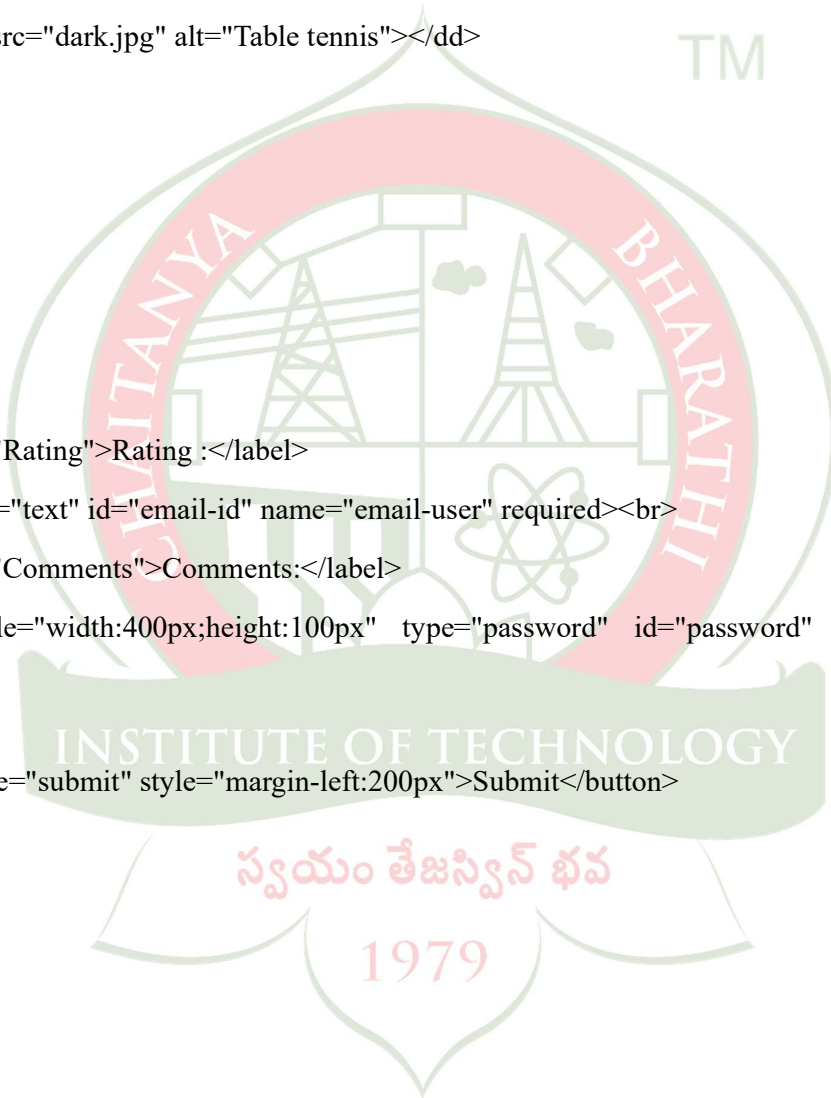 src="dark.jpg" alt="Table tennis"></dd>
TM
CHAITANYA BHARATHI
"Rating">Rating :</label>
="text" id="email-id" name="email-user" required><br>
"Comments">Comments:</label>
le="width:400px;height:100px" type="password" id="password"
INSTITUTE OF TECHNOLOGY
e="submit" style="margin-left:200px">Submit</button>
స్వయం తేజస్విన్ భవ
1979